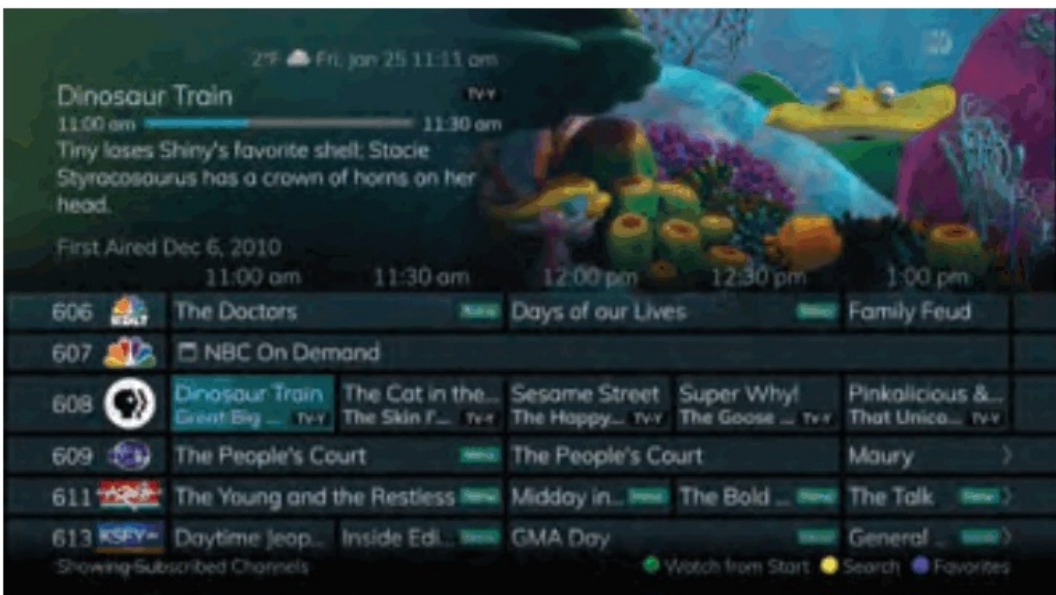 2°F Fri, Jan 25 11:11 am
Dinosaur Train TV-Y
11:00 am 11:30 am
Tiny loses Shiny's favorite shell; Stacie
Styracosaurus has a crown of horns on her
head.
First Aired Dec 6, 2010
11:00 am 11:30 am 12:00 pm 12:30 pm 1:00 pm
606 The Doctors New Days of our Lives New Family Feud
607 NBC On Demand
608 Dinosaur Train The Cat in the... Sesame Street Super Why! Pinkalicious &...
Great Big ... TV-Y The Skin I'... TV-Y The Happy... TV-Y The Goose ... TV-Y That Unico... TV-Y
609 The People's Court New The People's Court Maury
611 The Young and the Restless New Midday in... New The Bold ... New The Talk New
613 KSFY Daytime Jeop... Inside Edi... New GMA Day New General ... New
Showing Subscribed Channels Watch from Start Search Favorites